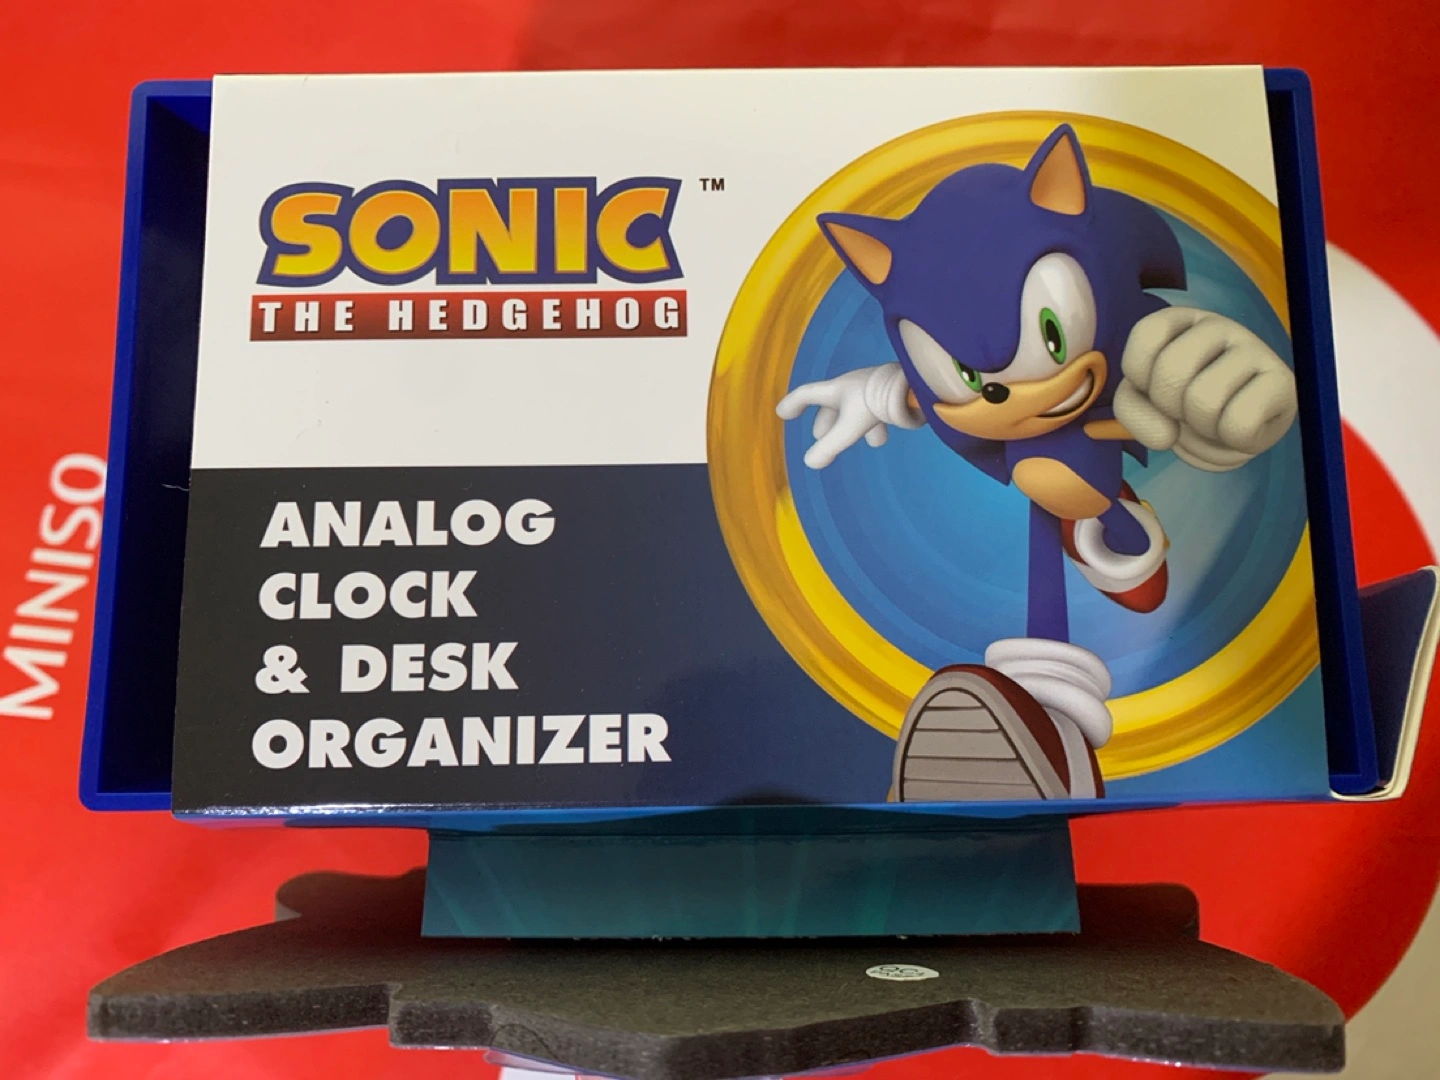 SONIC ™
THE HEDGEHOG
ANALOG
CLOCK
& DESK
ORGANIZER
MINISO